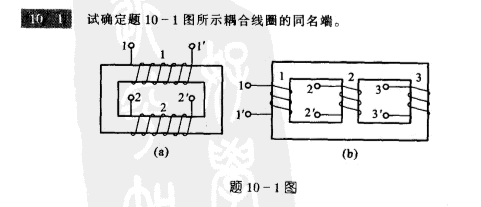 10-1 试确定题10-1图所示耦合线圈的同名端。
1 1′
1
2 2′
2
(a)
1 1 2 3
2 3
1′ 2′ 3′
(b)
题10-1图